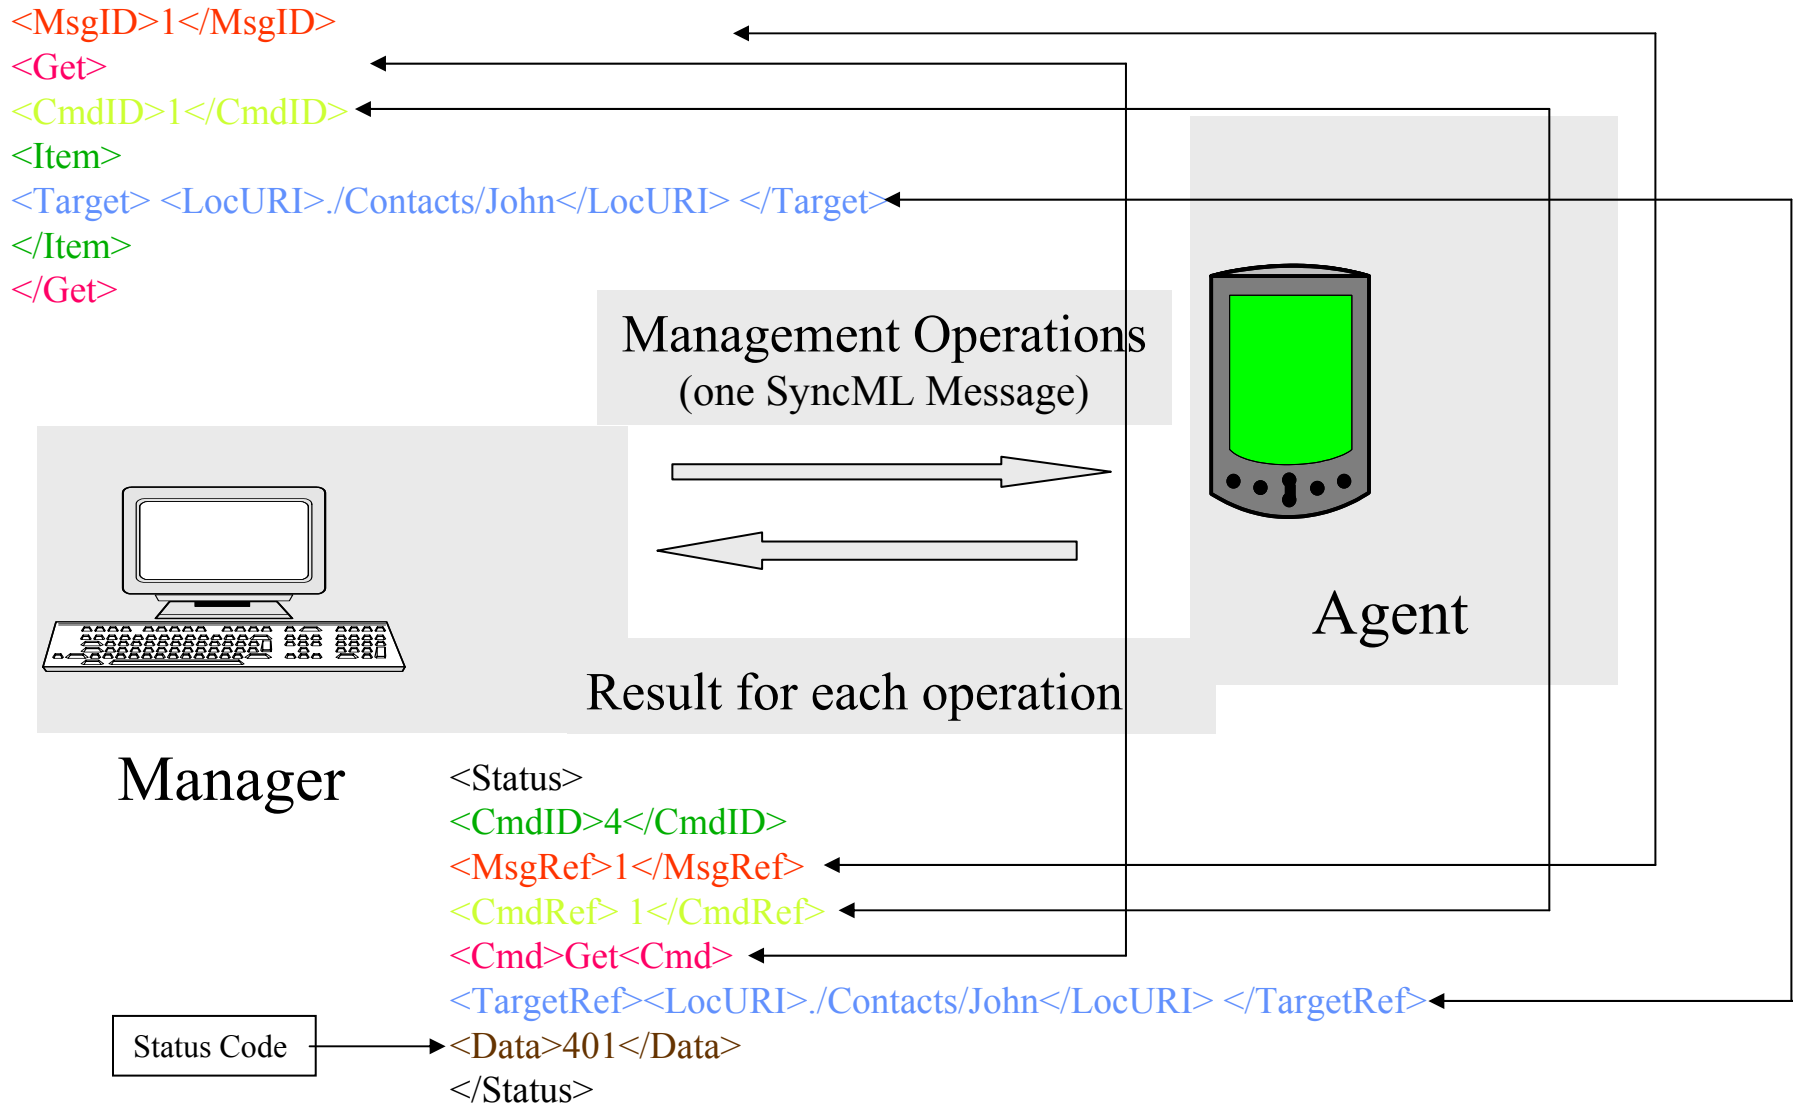 <MsgID>1</MsgID>
<Get>
<CmdID>1</CmdID>
<Item>
<Target> <LocURI>./Contacts/John</LocURI> </Target>
</Item>
</Get>
Management Operations
(one SyncML Message)
Agent
Result for each operation
Manager
<Status>
<CmdID>4</CmdID>
<MsgRef>1</MsgRef>
<CmdRef> 1</CmdRef>
<Cmd>Get<Cmd>
<TargetRef><LocURI>./Contacts/John</LocURI> </TargetRef>
Status Code
<Data>401</Data>
</Status>